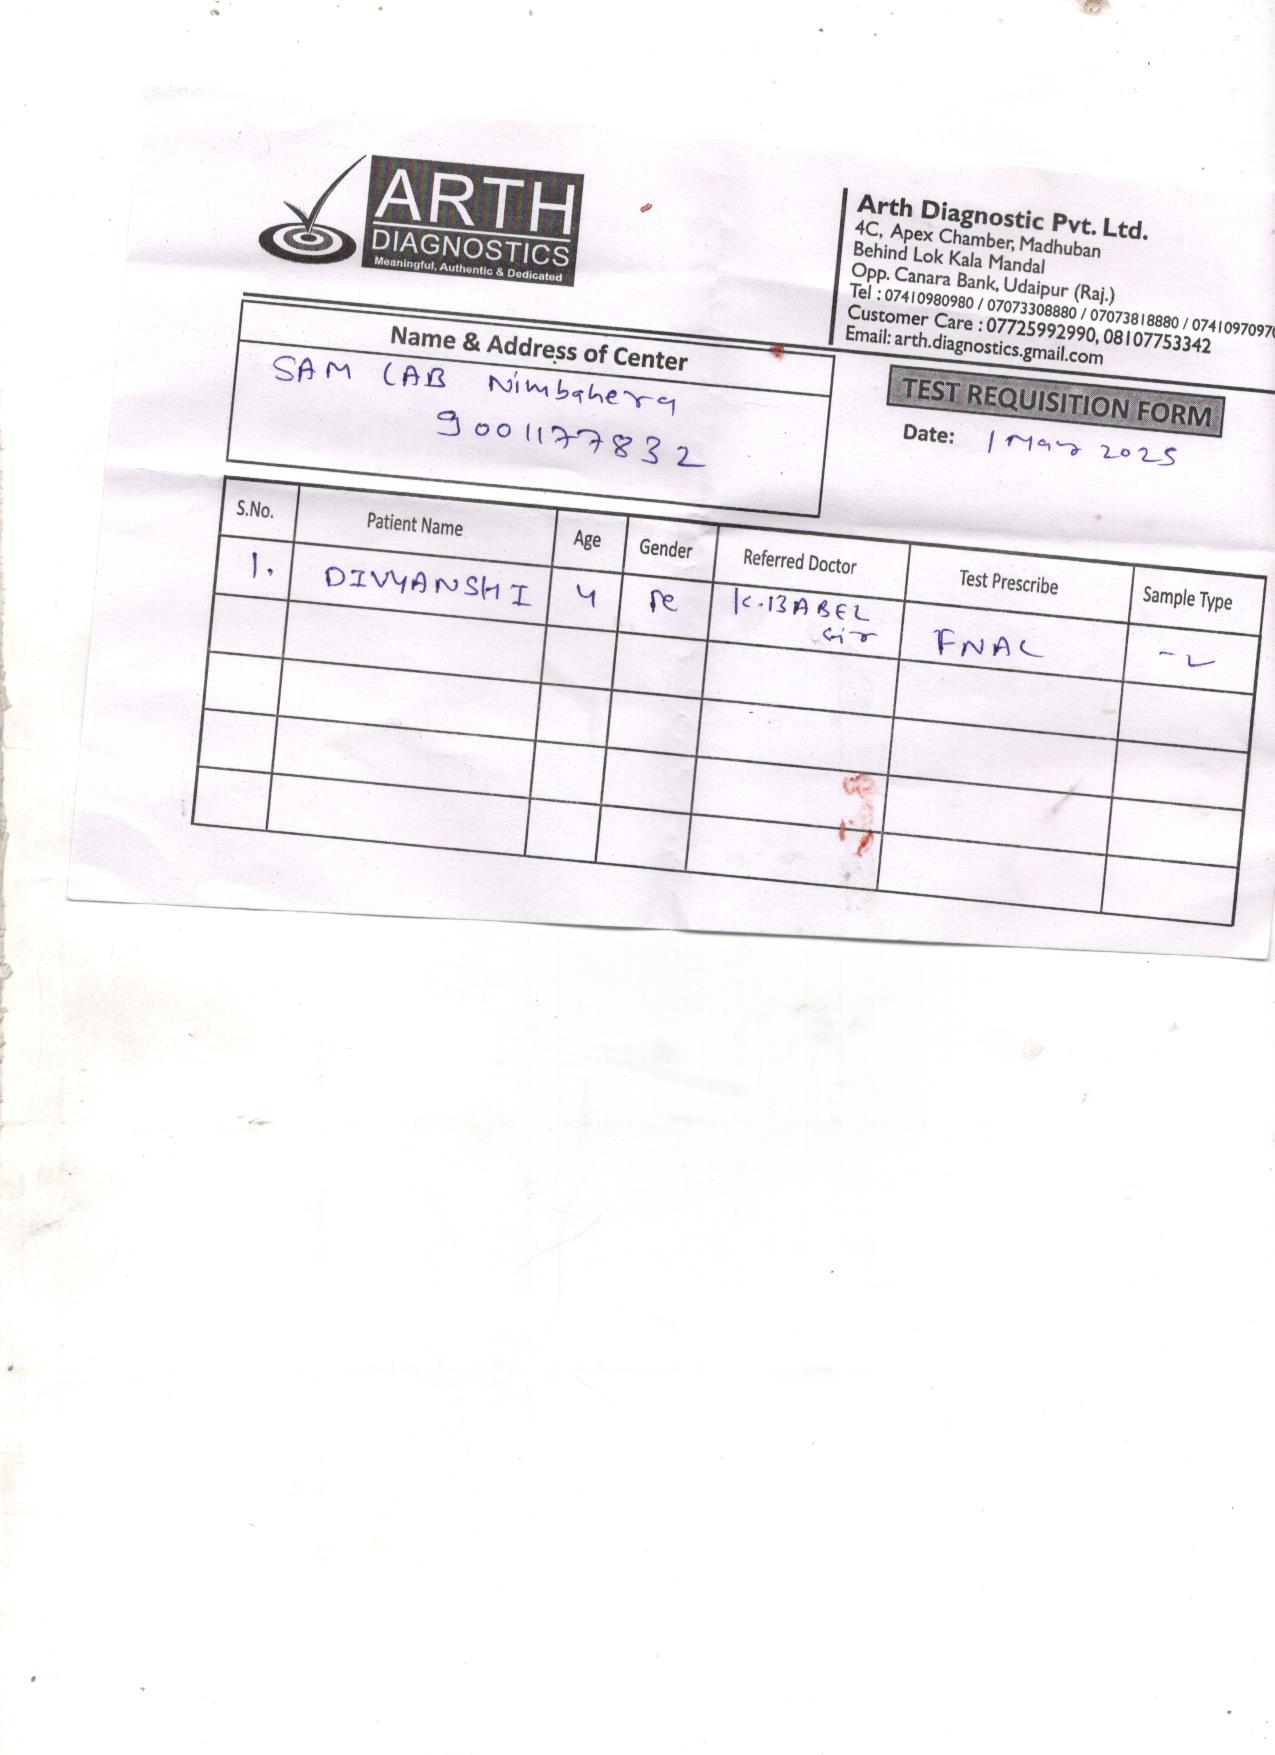 ARTH
DIAGNOSTICS
Meaningful, Authentic & Dedicated
Arth Diagnostic Pvt. Ltd.
4C, Apex Chamber, Madhuban
Behind Lok Kala Mandal
Opp. Canara Bank, Udaipur (Raj.)
Tel : 07410980980 / 07073308880 / 07073818880 / 0741097097
Customer Care : 07725992990, 08107753342
Email: arth.diagnostics.gmail.com
Name & Address of Center
SAM LAB Nimbahera
9001177832
TEST REQUISITION FORM
Date: 1 May 2025
S.No. Patient Name Age Gender Referred Doctor Test Prescribe Sample Type
1. DIVYANSHI 4 K. BABEL FNAC
Sir